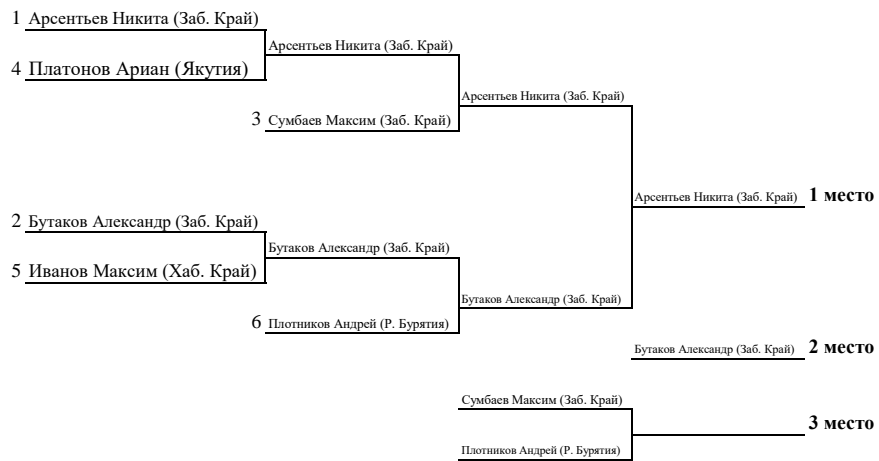 1 Арсентьев Никита (Заб. Край)
Арсентьев Никита (Заб. Край)
4 Платонов Ариан (Якутия)
Арсентьев Никита (Заб. Край)
3 Сумбаев Максим (Заб. Край)
Арсентьев Никита (Заб. Край) 1 место
2 Бутаков Александр (Заб. Край)
Бутаков Александр (Заб. Край)
5 Иванов Максим (Хаб. Край)
Бутаков Александр (Заб. Край)
6 Плотников Андрей (Р. Бурятия)
Бутаков Александр (Заб. Край) 2 место
Сумбаев Максим (Заб. Край)
3 место
Плотников Андрей (Р. Бурятия)